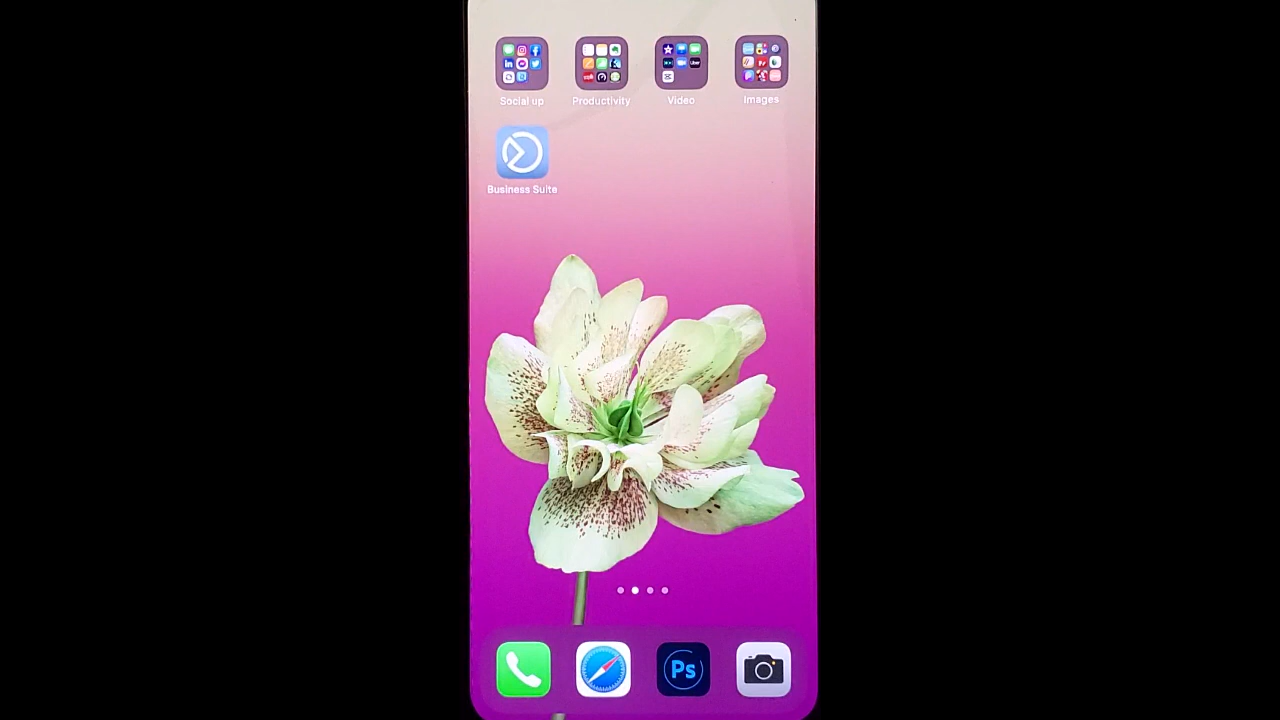 Social up
Productivity
Video
Images
Business Suite
Ps